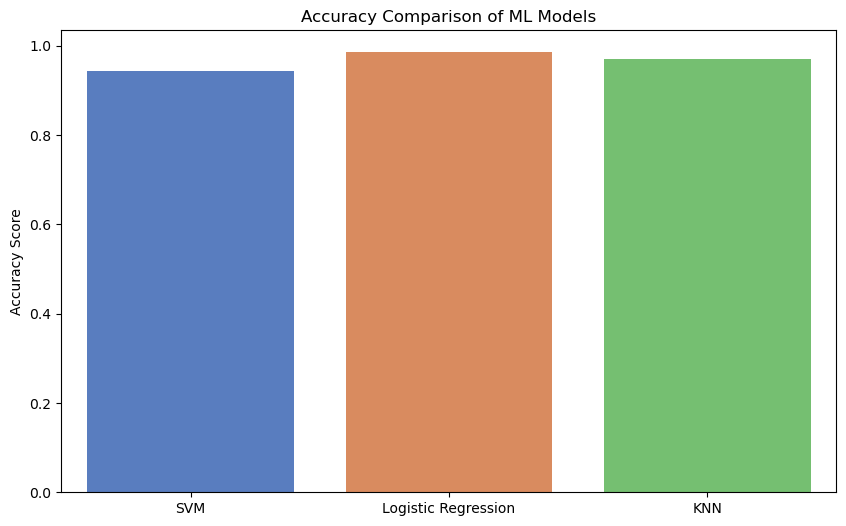 Accuracy Comparison of ML Models
Accuracy Score
1.0
0.8
0.6
0.4
0.2
0.0
SVM
Logistic Regression
KNN